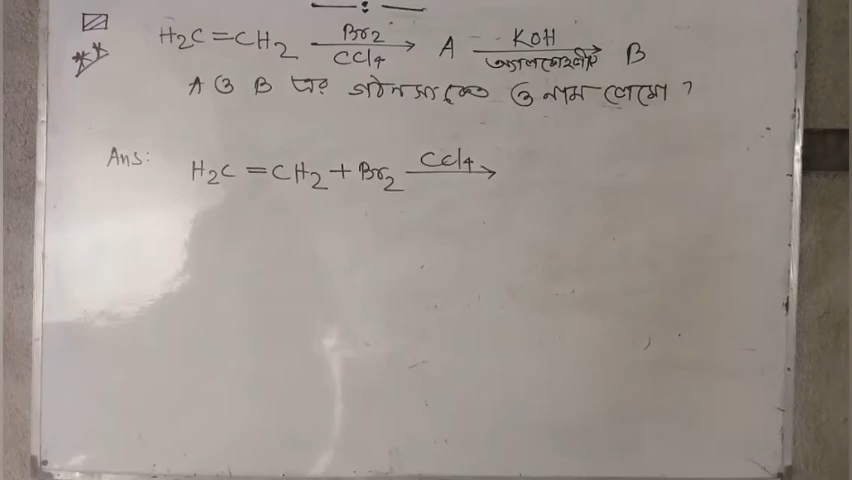 H₂C=CH₂ Br₂ / CCl₄ → A KOH / অ্যালকোহলীয় → B
A ও B এর গঠনসংকেত ও নাম লেখো ?
Ans: H₂C=CH₂ + Br₂ CCl₄ →